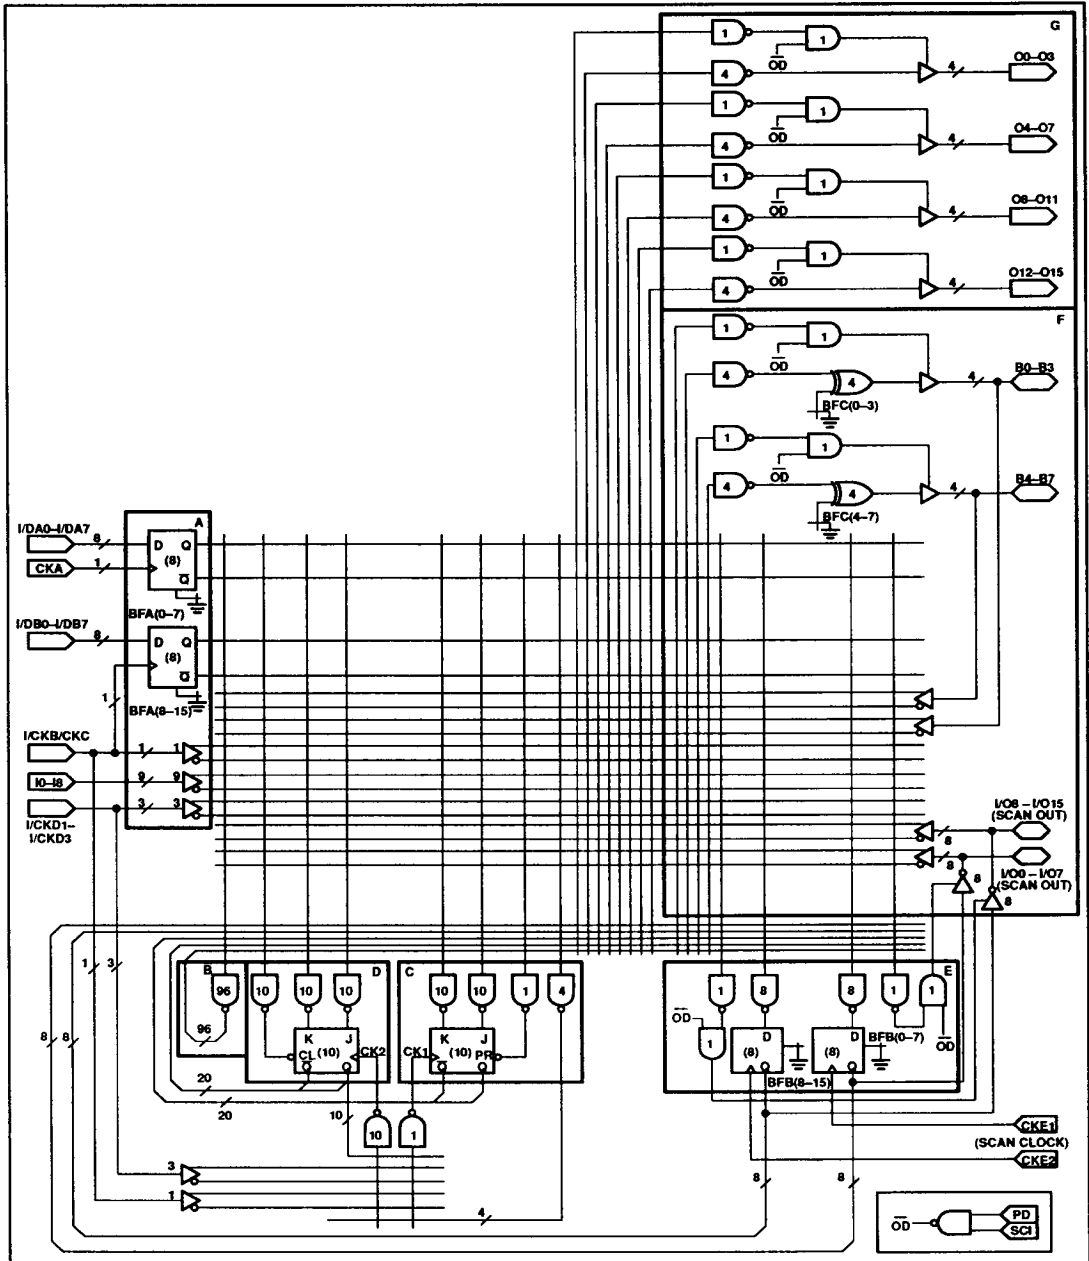 G
1
1
O0–O3
OD
4
4
1
1
O4–O7
OD
4
4
1
1
O8–O11
OD
4
4
1
1
O12–O15
OD
4
4
F
1
1
OD
B0–B3
4
4
4
BFC(0–3)
1
1
OD
B4–B7
4
4
4
BFC(4–7)
A
I/DA0–I/DA7
8
D Q
(8)
CKA
1
Q
BFA(0–7)
I/DB0–I/DB7
8
D Q
(8)
Q
1
BFA(8–15)
I/CKB/CKC
1 1
I0–I8
9 9
3 3
I/CKD1–
I/CKD3
I/O8 – I/O15
(SCAN OUT)
8
8
I/O0 – I/O7
(SCAN OUT)
8
8
1 3
B D C E
96 10 10 10 10 10 1 4 1 8 8 1 1
96
OD
K J
CL (10) CK2
CK1
K J
(10) PR
1
D
(8)
D
(8)
BFB(0–7)
OD
BFB(8–15)
8 8
20
20
10
10 1
CKE1
(SCAN CLOCK)
CKE2
3
1
4
8 8
OD
PD
SCI